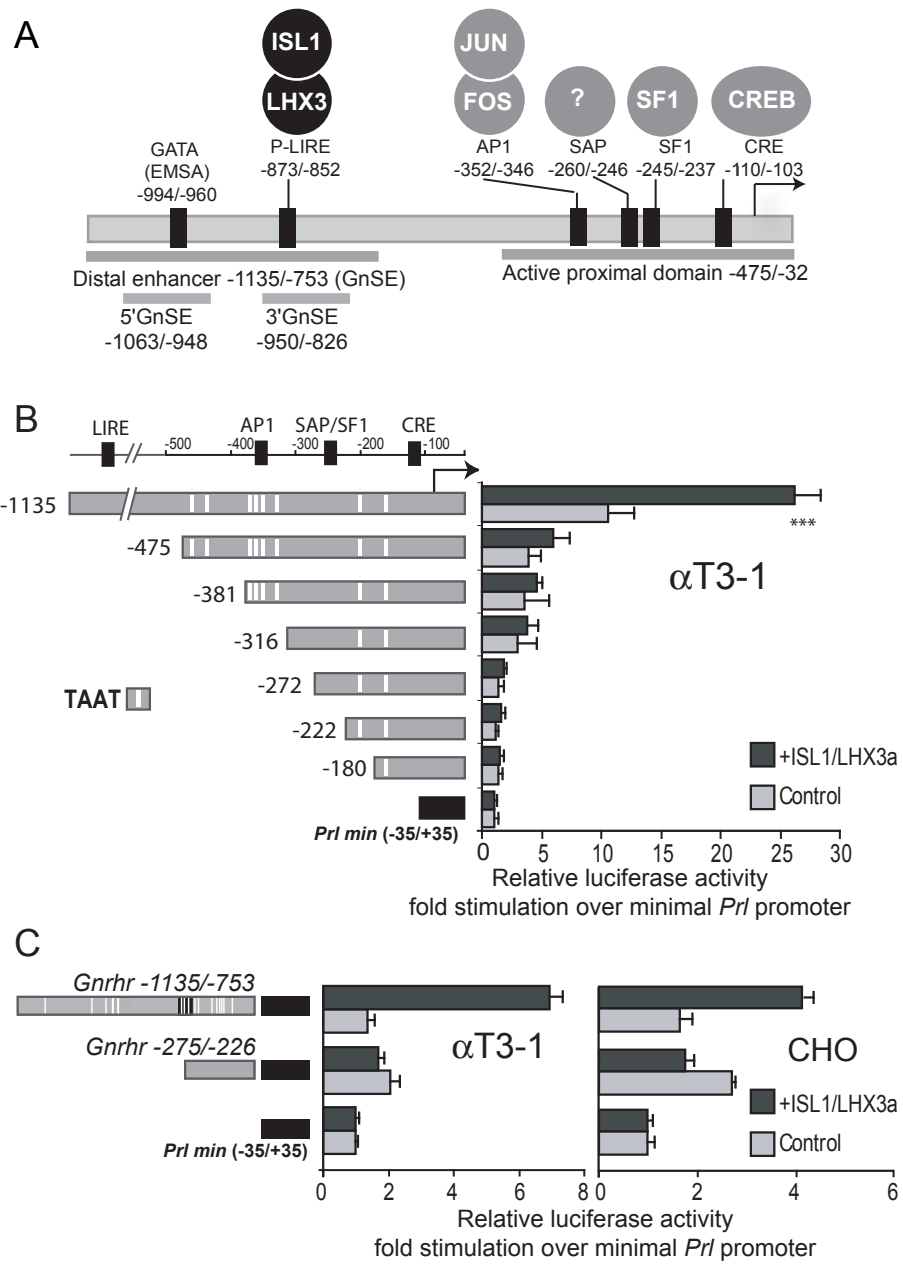 A
ISL1
LHX3
JUN
FOS
?
SF1
CREB
GATA
(EMSA)
-994/-960
P-LIRE
-873/-852
AP1
-352/-346
SAP
-260/-246
SF1
-245/-237
CRE
-110/-103
Distal enhancer -1135/-753 (GnSE)
Active proximal domain -475/-32
5'GnSE
-1063/-948
3'GnSE
-950/-826
B
LIRE
AP1
SAP/SF1
CRE
-500
-400
-300
-200
-100
-1135
***
-475
αT3-1
-381
-316
-272
TAAT
-222
-180
+ISL1/LHX3a
Control
Prl min (-35/+35)
0 5 10 15 20 25 30
Relative luciferase activity
fold stimulation over minimal Prl promoter
C
Gnrhr -1135/-753
Gnrhr -275/-226
Prl min (-35/+35)
αT3-1
CHO
+ISL1/LHX3a
Control
0 2 4 6 8
0 2 4 6
Relative luciferase activity
fold stimulation over minimal Prl promoter